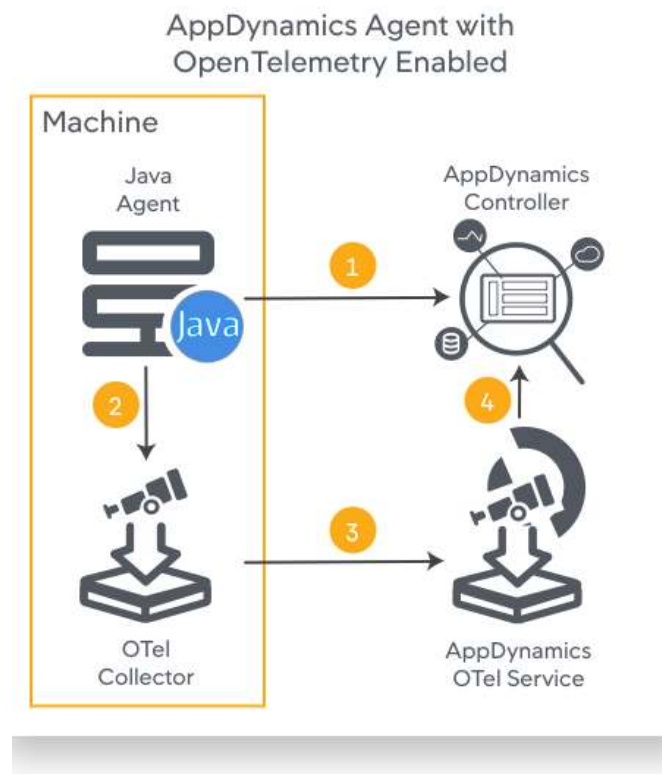 AppDynamics Agent with
OpenTelemetry Enabled
Machine
Java
Agent
AppDynamics
Controller
1
Java
2
4
3
OTel
Collector
AppDynamics
OTel Service